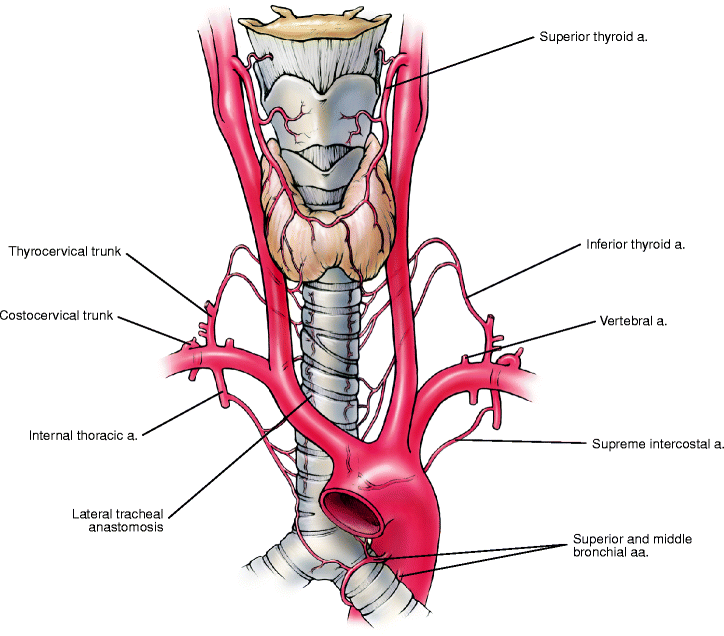 Superior thyroid a.
Thyrocervical trunk
Inferior thyroid a.
Costocervical trunk
Vertebral a.
Internal thoracic a.
Supreme intercostal a.
Lateral tracheal
anastomosis
Superior and middle
bronchial aa.